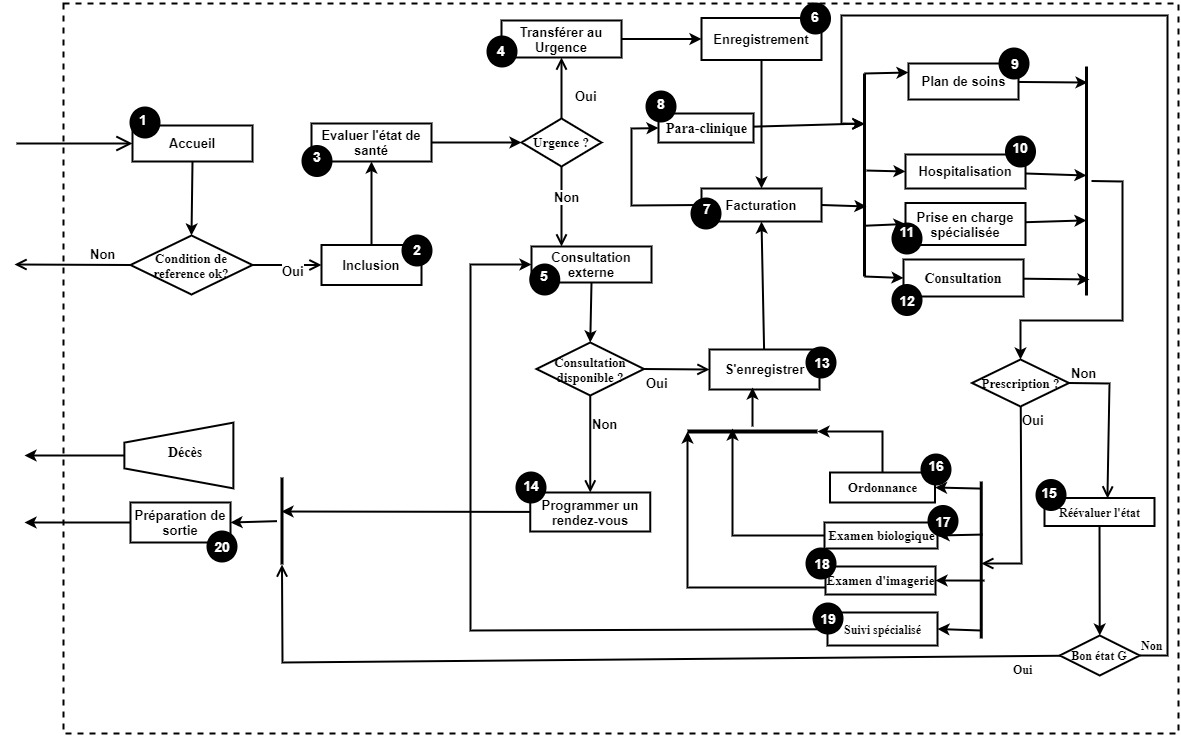 6
Transférer au
Urgence
4
Enregistrement
9
Plan de soins
Oui
8
Para-clinique
1
Accueil
Evaluer l'état de
santé
3
Urgence ?
10
Hospitalisation
Non
Facturation
7
Prise en charge
spécialisée
11
Non
Condition de
reference ok?
Oui
2
Inclusion
Consultation
externe
5
Consultation
12
Consultation
disponible ?
Oui
S'enregistrer
13
Prescription ?
Non
Oui
Non
Décès
14
Programmer un
rendez-vous
16
Ordonnance
15
Réévaluer l'état
Préparation de
sortie
20
17
Examen biologique
18
Examen d'imagerie
19
Suivi spécialisé
Bon état G
Non
Oui